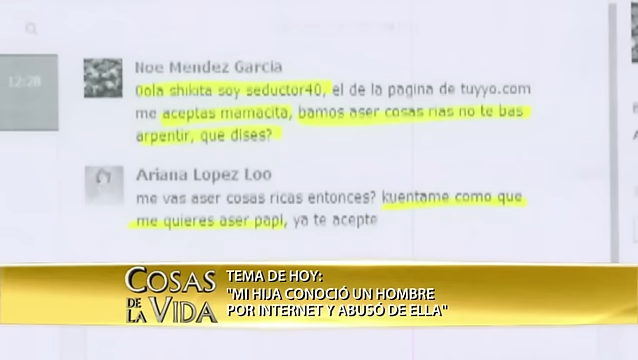 12:28
Noe Mendez Garcia
Oola shikita soy seductor40, el de la pagina de tuyyo.com
me aceptas mamacita, bamos aser cosas rias no te bas
arpentir, que dises?
Ariana Lopez Loo
me vas aser cosas ricas entonces? kuentame como que
me quieres aser papi, ya te acepte
COSAS
DE LA VIDA
TEMA DE HOY:
"MI HIJA CONOCIÓ UN HOMBRE
POR INTERNET Y ABUSÓ DE ELLA"